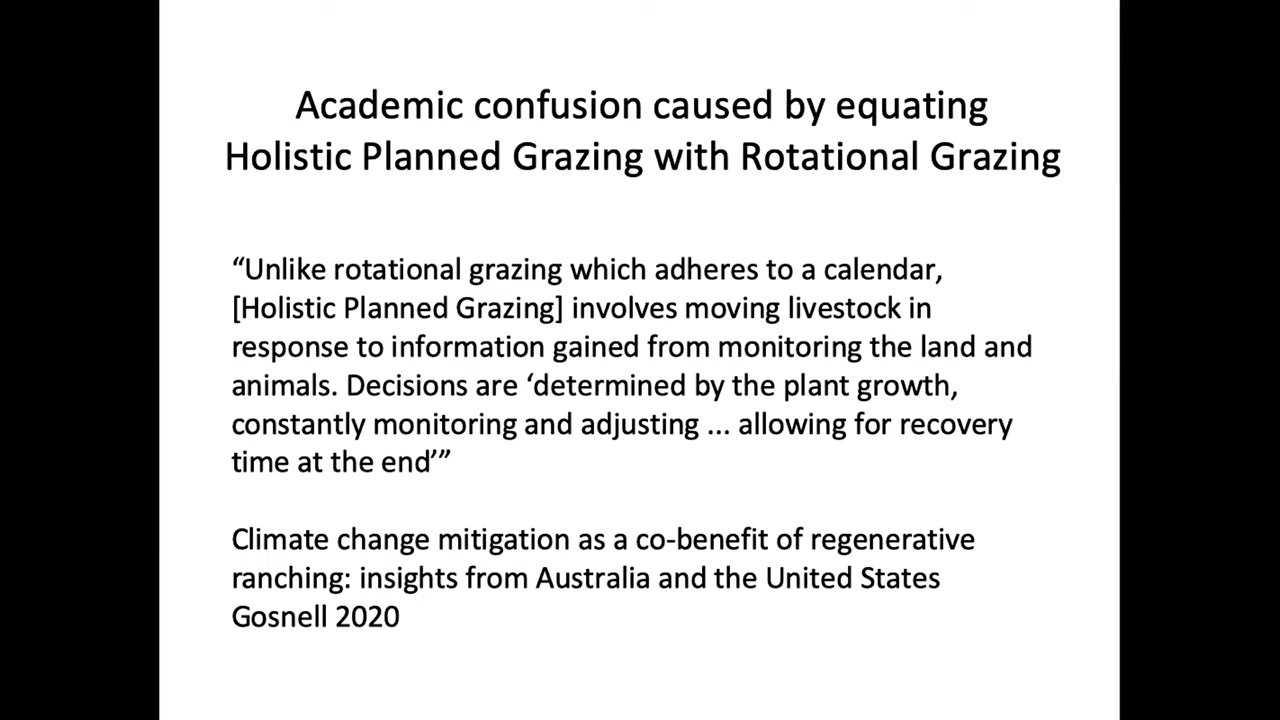 Academic confusion caused by equating
Holistic Planned Grazing with Rotational Grazing
“Unlike rotational grazing which adheres to a calendar,
[Holistic Planned Grazing] involves moving livestock in
response to information gained from monitoring the land and
animals. Decisions are ‘determined by the plant growth,
constantly monitoring and adjusting ... allowing for recovery
time at the end’”
Climate change mitigation as a co-benefit of regenerative
ranching: insights from Australia and the United States
Gosnell 2020